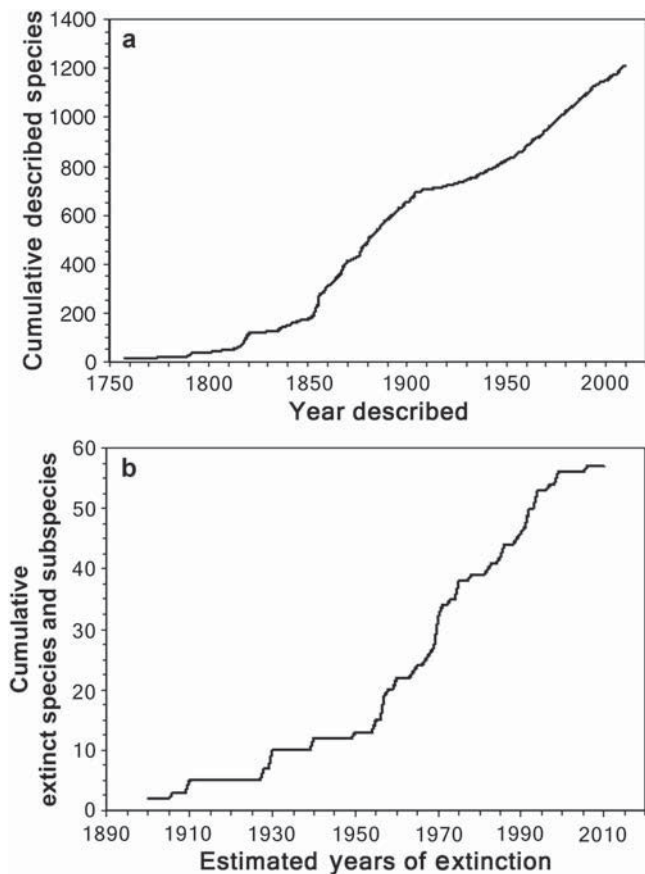 a
1400
1200
1000
800
600
400
200
0
Cumulative described species
1750 1800 1850 1900 1950 2000
Year described
b
60
50
40
30
20
10
0
Cumulative
extinct species and subspecies
1890 1910 1930 1950 1970 1990 2010
Estimated years of extinction